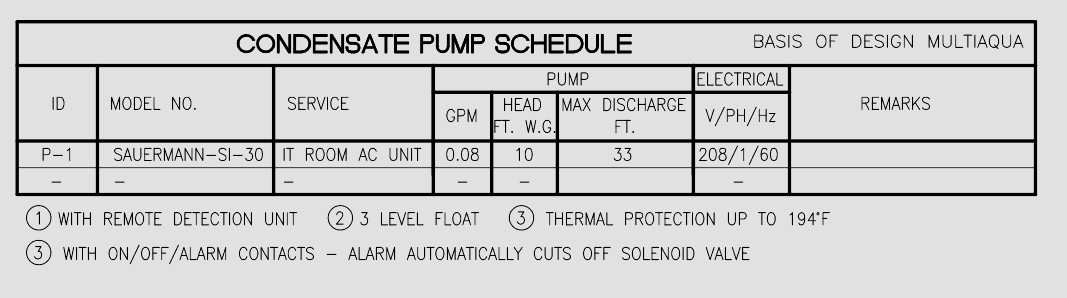 CONDENSATE PUMP SCHEDULE BASIS OF DESIGN MULTIAQUA
ID MODEL NO. SERVICE PUMP ELECTRICAL REMARKS
GPM HEAD FT. W.G. MAX DISCHARGE FT. V/PH/Hz
P-1 SAUERMANN-SI-30 IT ROOM AC UNIT 0.08 10 33 208/1/60
- - - - - -
① WITH REMOTE DETECTION UNIT ② 3 LEVEL FLOAT ③ THERMAL PROTECTION UP TO 194°F
③ WITH ON/OFF/ALARM CONTACTS - ALARM AUTOMATICALLY CUTS OFF SOLENOID VALVE